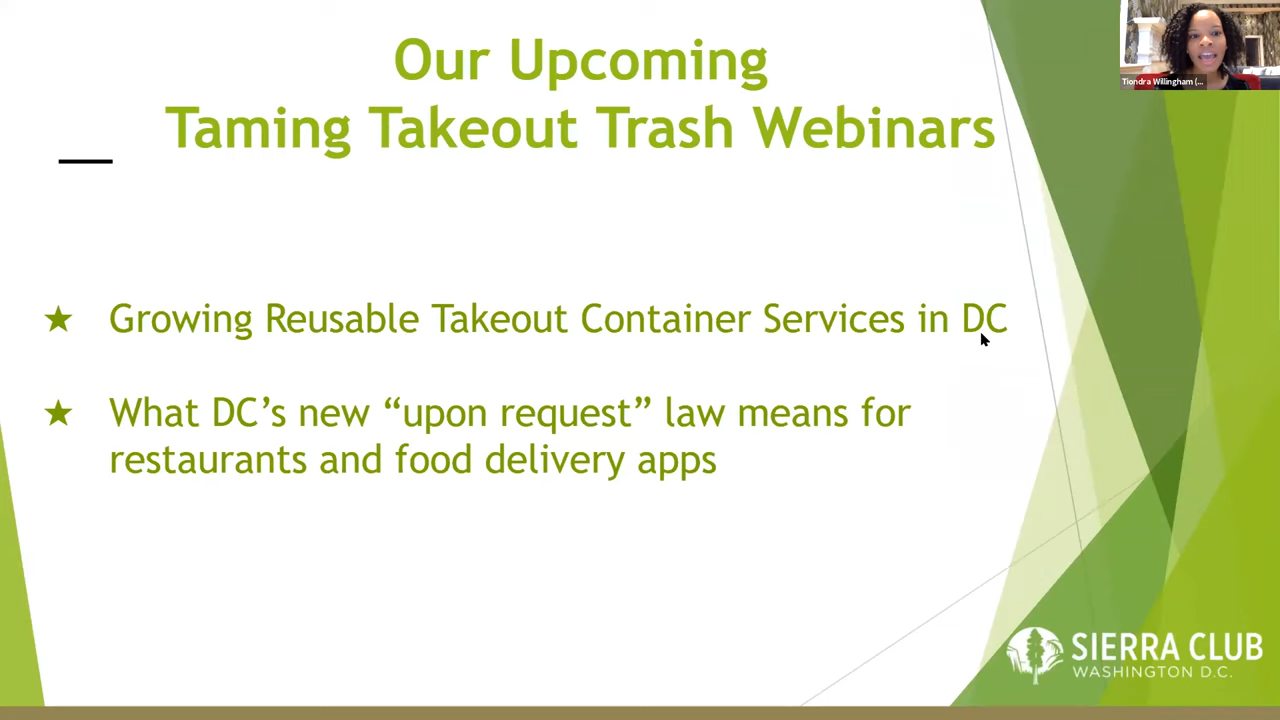 Our Upcoming
Taming Takeout Trash Webinars
Tiondra Willingham (...
★ Growing Reusable Takeout Container Services in DC
★ What DC’s new “upon request” law means for
restaurants and food delivery apps
SIERRA CLUB
WASHINGTON D.C.